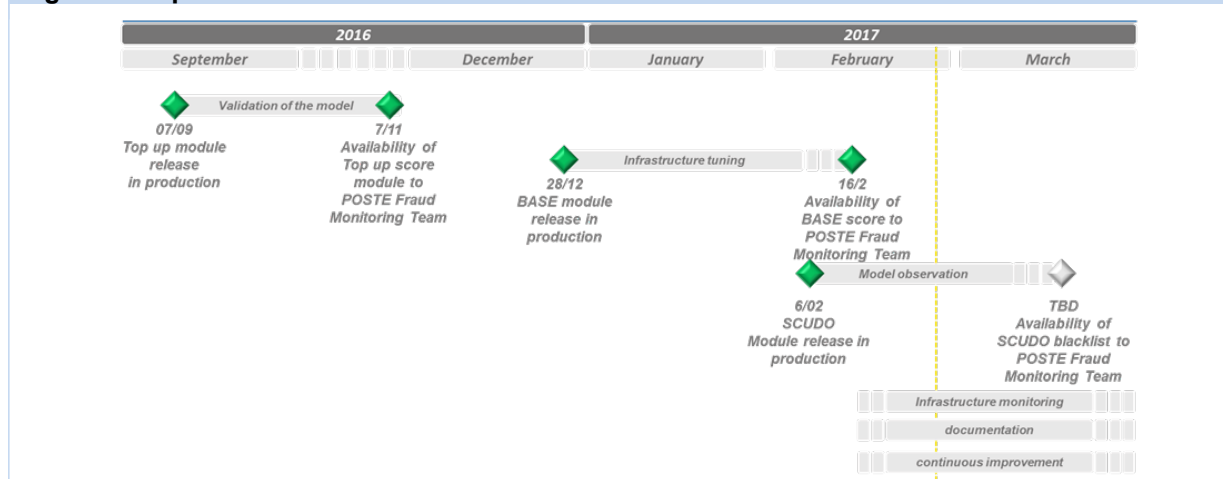 2016
2017
September
December
January
February
March
Validation of the model
07/09
Top up module
release
in production
7/11
Availability of
Top up score
module to
POSTE Fraud
Monitoring Team
Infrastructure tuning
28/12
BASE module
release in
production
16/2
Availability of
BASE score to
POSTE Fraud
Monitoring Team
Model observation
6/02
SCUDO
Module release in
production
TBD
Availability of
SCUDO blacklist to
POSTE Fraud
Monitoring Team
Infrastructure monitoring
documentation
continuous improvement